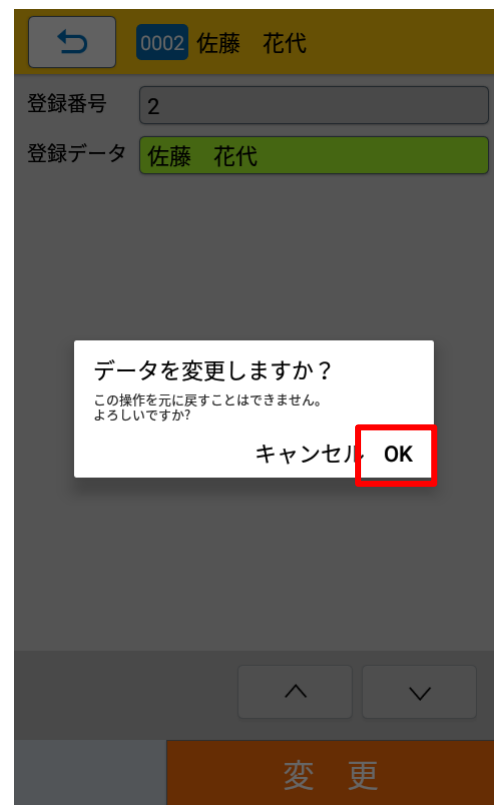 0002 佐藤　花代
登録番号 2
登録データ 佐藤　花代
データを変更しますか？
この操作を元に戻すことはできません。
よろしいですか?
キャンセル OK
変　更